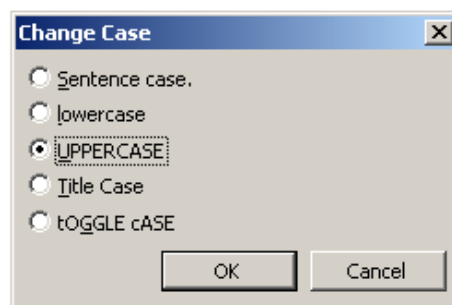 Change Case
Sentence case.
lowercase
UPPERCASE
Title Case
tOGGLE cASE
OK Cancel